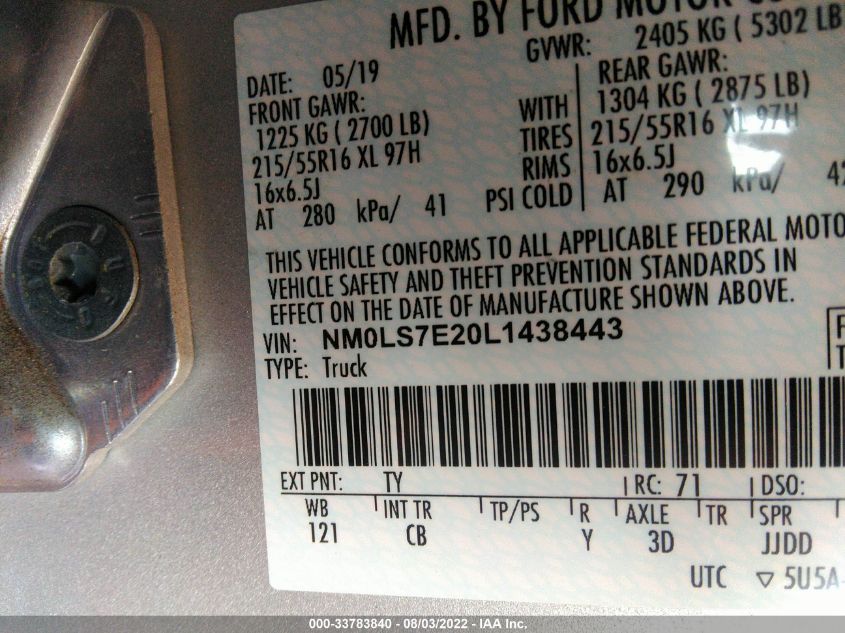 MFD. BY FORD MOTOR CO
GVWR: 2405 KG ( 5302 LB
DATE: 05/19
FRONT GAWR:
1225 KG ( 2700 LB)
215/55R16 XL 97H
16x6.5J
AT 280 kPa/ 41
WITH
TIRES
RIMS
PSI COLD
REAR GAWR:
1304 KG ( 2875 LB)
215/55R16 XL 97H
16x6.5J
AT 290 kPa/ 42
THIS VEHICLE CONFORMS TO ALL APPLICABLE FEDERAL MOTO
VEHICLE SAFETY AND THEFT PREVENTION STANDARDS IN
EFFECT ON THE DATE OF MANUFACTURE SHOWN ABOVE.
VIN: NM0LS7E20L1438443
TYPE: Truck
F
T
EXT PNT: TY RC: 71 DSO:
WB INT TR TP/PS R AXLE TR SPR
121 CB Y 3D JJDD
UTC ▽ 5U5A-
000-33783840 - 08/03/2022 - IAA Inc.